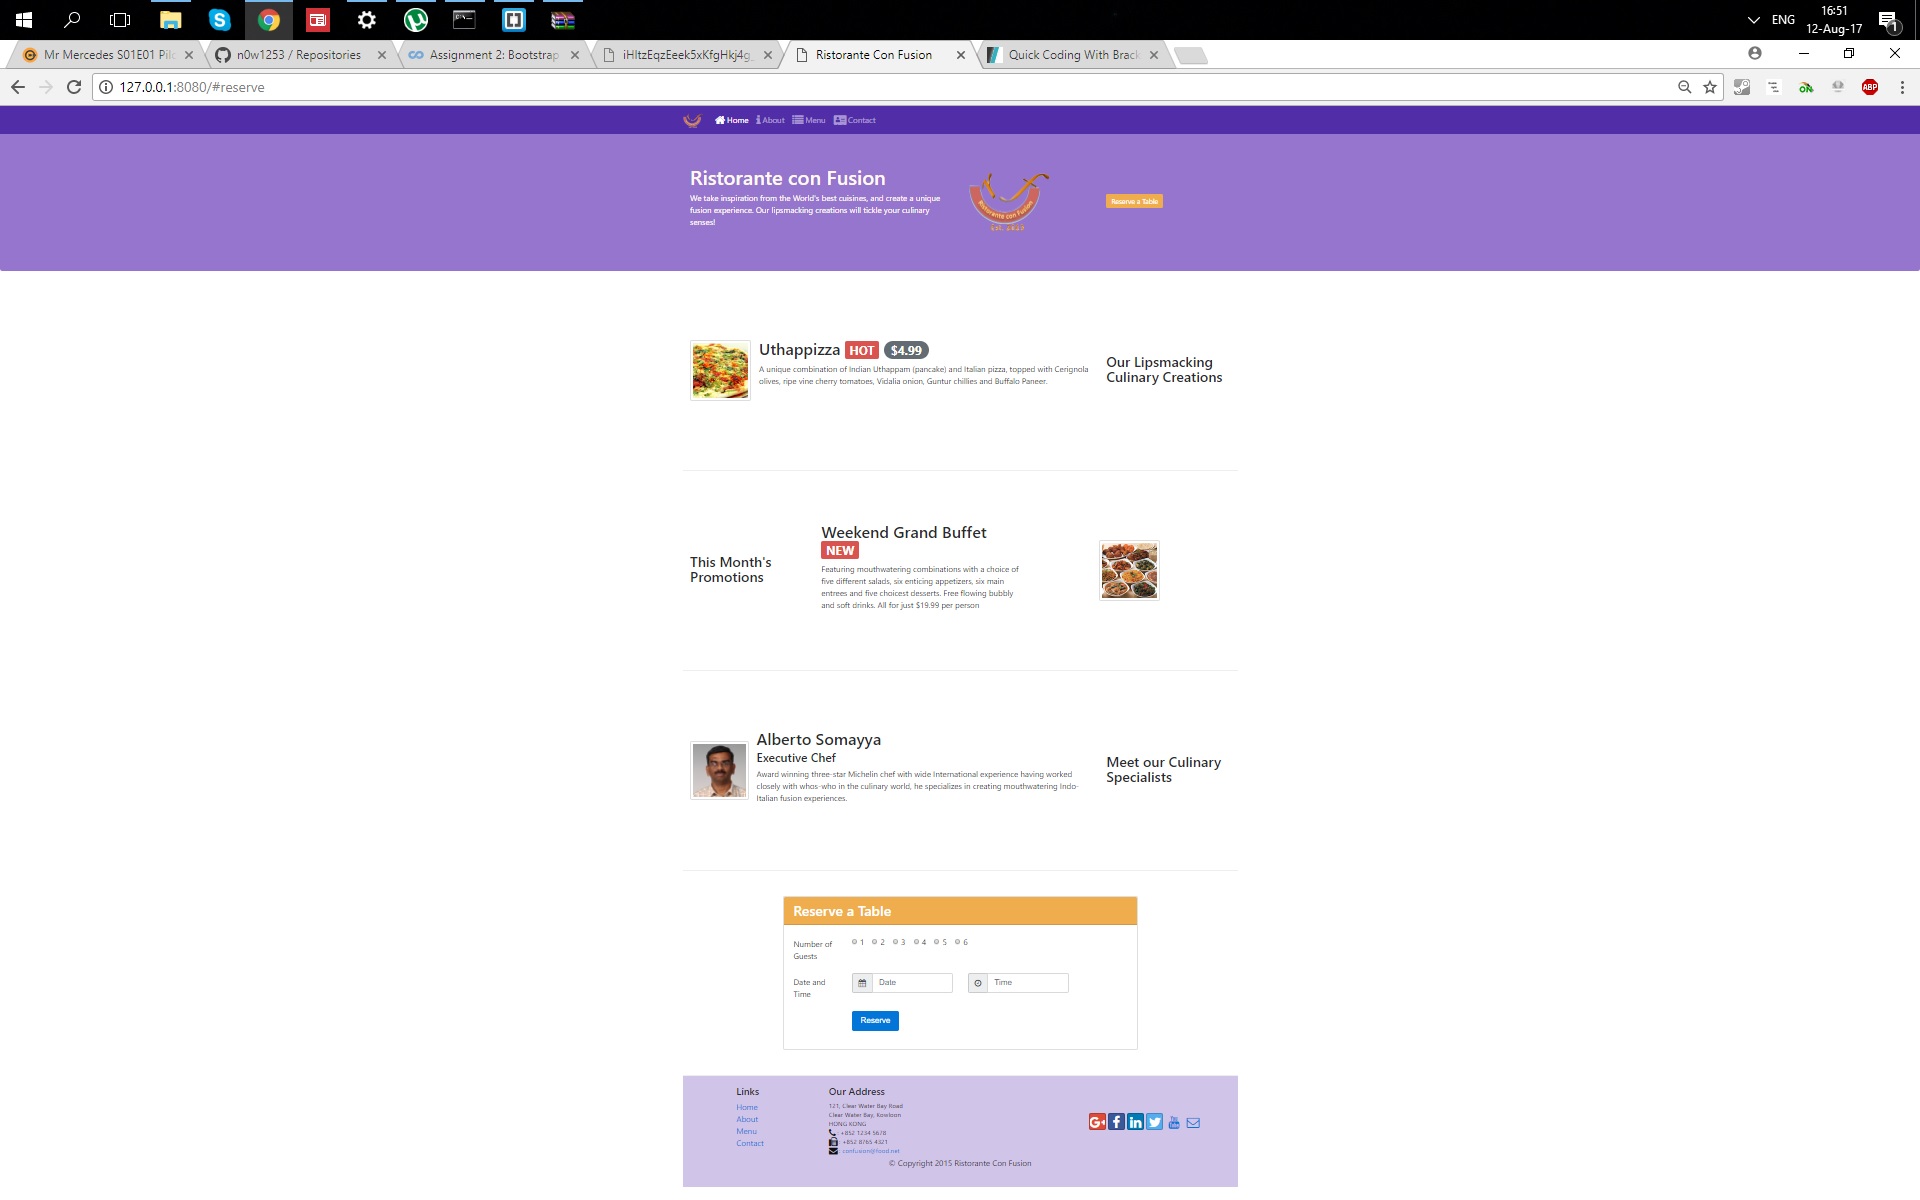 ENG
16:51
12-Aug-17
1
Mr Mercedes S01E01 Pilo
n0w1253 / Repositories
Assignment 2: Bootstrap
Ristorante Con Fusion
Quick Coding With Brack
127.0.0.1:8080/#reserve
ON
ABP
Home About Menu Contact
Ristorante con Fusion
We take inspiration from the World's best cuisines, and create a unique
fusion experience. Our lipsmacking creations will tickle your culinary
senses!
Ristorante con Fusion
Reserve a Table
Uthappizza HOT $4.99
A unique combination of Indian Uthappam (pancake) and Italian pizza, topped with Cerignola
olives, ripe vine cherry tomatoes, Vidalia onion, Guntur chillies and Buffalo Paneer.
Our Lipsmacking
Culinary Creations
This Month's
Promotions
Weekend Grand Buffet
NEW
Featuring mouthwatering combinations with a choice of
five different salads, six enticing appetizers, six main
entrees and five choicest desserts. Free flowing bubbly
and soft drinks. All for just $19.99 per person
Alberto Somayya
Executive Chef
Award winning three-star Michelin chef with wide International experience having worked
closely with whos-who in the culinary world, he specializes in creating mouthwatering Indo-
Italian fusion experiences.
Meet our Culinary
Specialists
Reserve a Table
Number of
Guests
1 2 3 4 5 6
Date and
Time
Date
Time
Reserve
Links
Home
About
Menu
Contact
Our Address
121, Clear Water Bay Road
Clear Water Bay, Kowloon
HONG KONG
: +852 1234 5678
: +852 8765 4321
: confusion@food.net
G+ f in You
© Copyright 2015 Ristorante Con Fusion